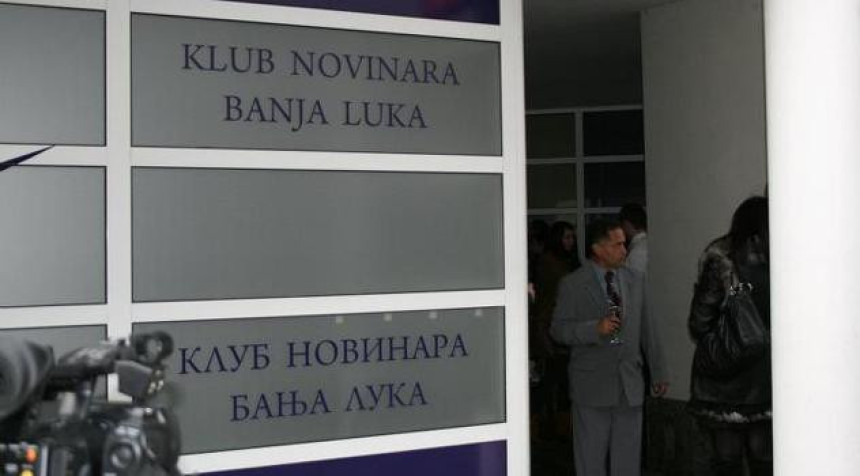 KLUB NOVINARA
BANJA LUKA
КЛУБ НОВИНАРА
БАЊА ЛУКА